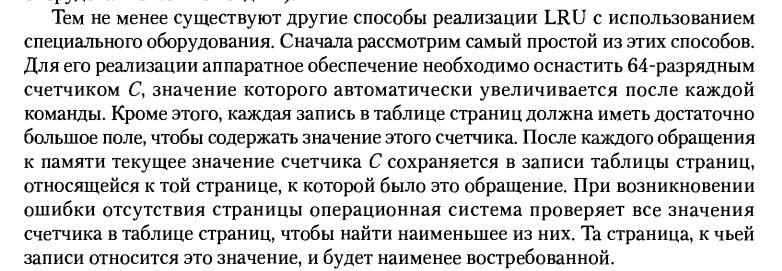 Тем не менее существуют другие способы реализации LRU с использованием
специального оборудования. Сначала рассмотрим самый простой из этих способов.
Для его реализации аппаратное обеспечение необходимо оснастить 64-разрядным
счетчиком C, значение которого автоматически увеличивается после каждой
команды. Кроме этого, каждая запись в таблице страниц должна иметь достаточно
большое поле, чтобы содержать значение этого счетчика. После каждого обращения
к памяти текущее значение счетчика C сохраняется в записи таблицы страниц,
относящейся к той странице, к которой было это обращение. При возникновении
ошибки отсутствия страницы операционная система проверяет все значения
счетчика в таблице страниц, чтобы найти наименьшее из них. Та страница, к чьей
записи относится это значение, и будет наименее востребованной.